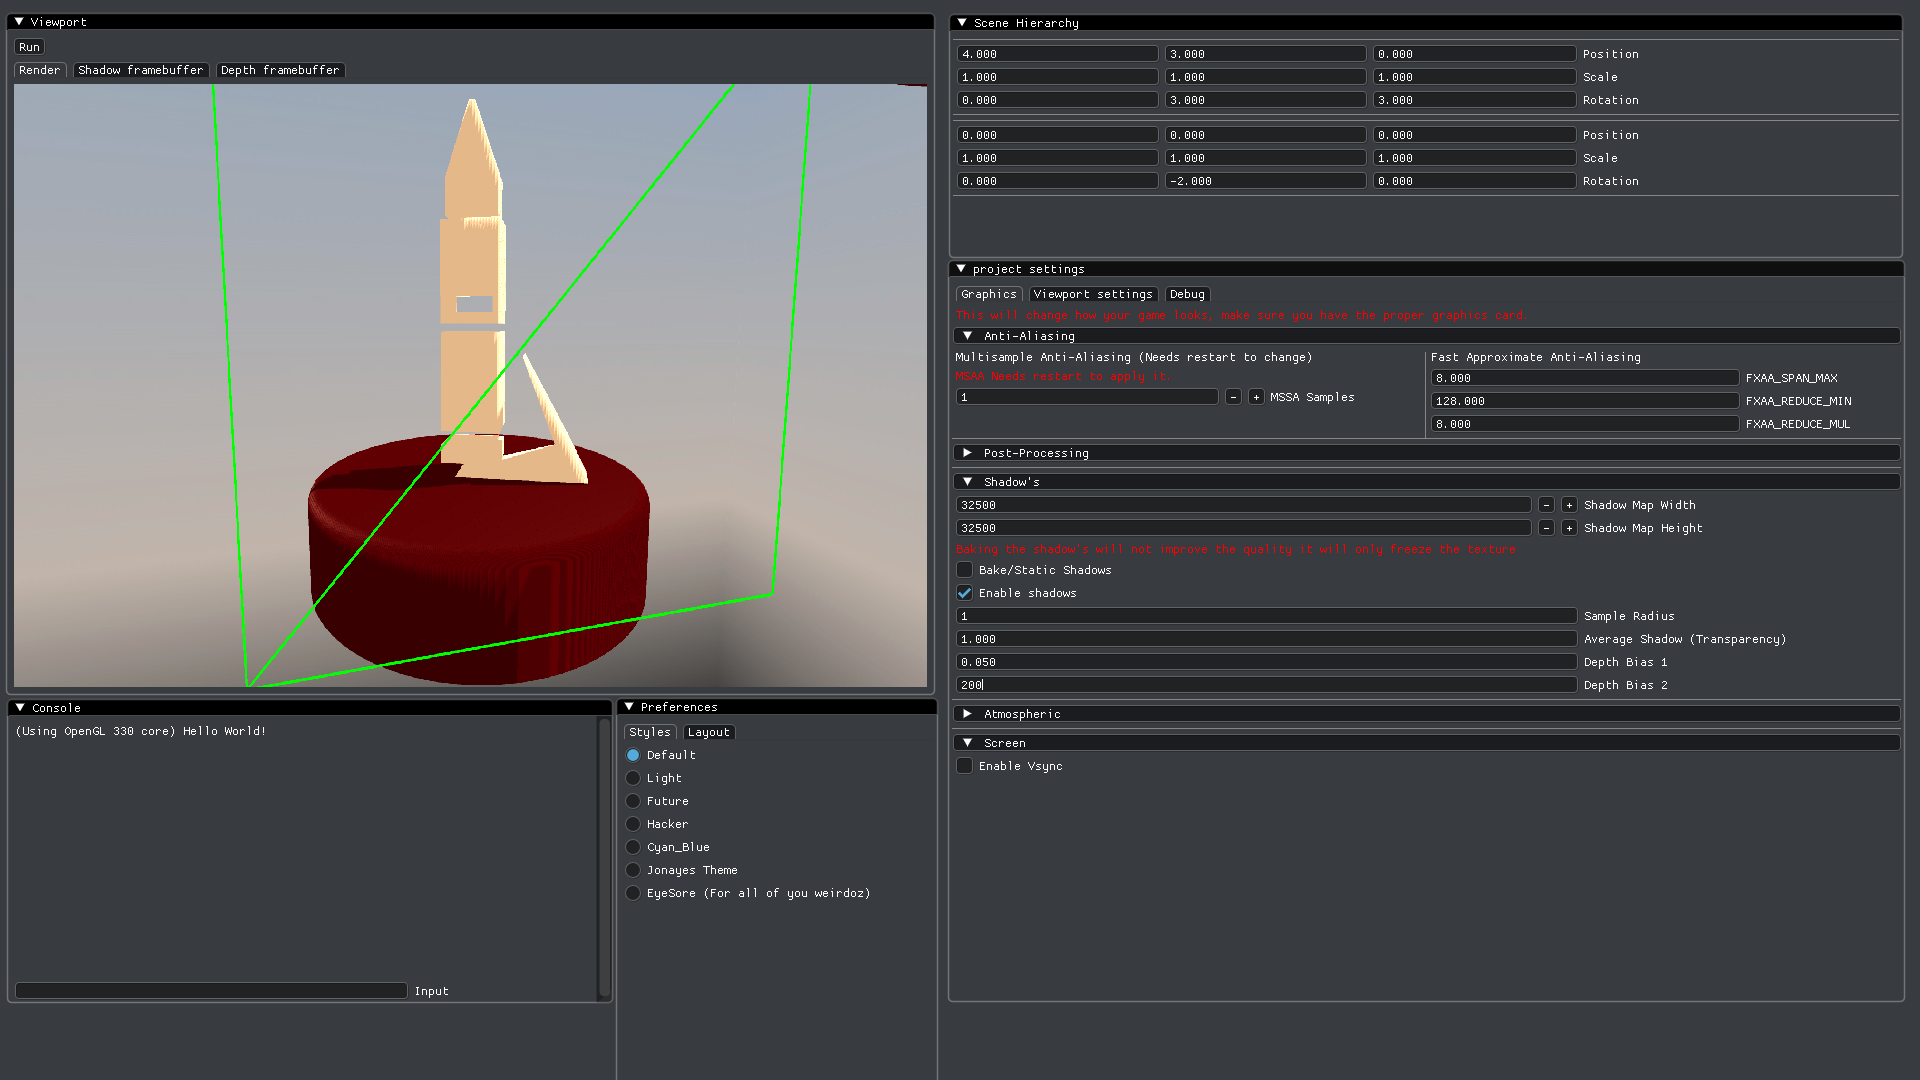 Viewport
Run
Render Shadow framebuffer Depth framebuffer
Scene Hierarchy
4.000 3.000 0.000 Position
1.000 1.000 1.000 Scale
0.000 3.000 3.000 Rotation
0.000 0.000 0.000 Position
1.000 1.000 1.000 Scale
0.000 -2.000 0.000 Rotation
project settings
Graphics Viewport settings Debug
This will change how your game looks, make sure you have the proper graphics card.
Anti-Aliasing
Multisample Anti-Aliasing (Needs restart to change)
MSAA Needs restart to apply it.
1 - + MSSA Samples
Fast Approximate Anti-Aliasing
8.000 FXAA_SPAN_MAX
128.000 FXAA_REDUCE_MIN
8.000 FXAA_REDUCE_MUL
Post-Processing
Shadow's
32500 - + Shadow Map Width
32500 - + Shadow Map Height
Baking the shadow's will not improve the quality it will only freeze the texture
Bake/Static Shadows
Enable shadows
1 Sample Radius
1.000 Average Shadow (Transparency)
0.050 Depth Bias 1
200 Depth Bias 2
Atmospheric
Screen
Enable Vsync
Console
(Using OpenGL 330 core) Hello World!
Input
Preferences
Styles Layout
Default
Light
Future
Hacker
Cyan_Blue
Jonayes Theme
EyeSore (For all of you weirdoz)